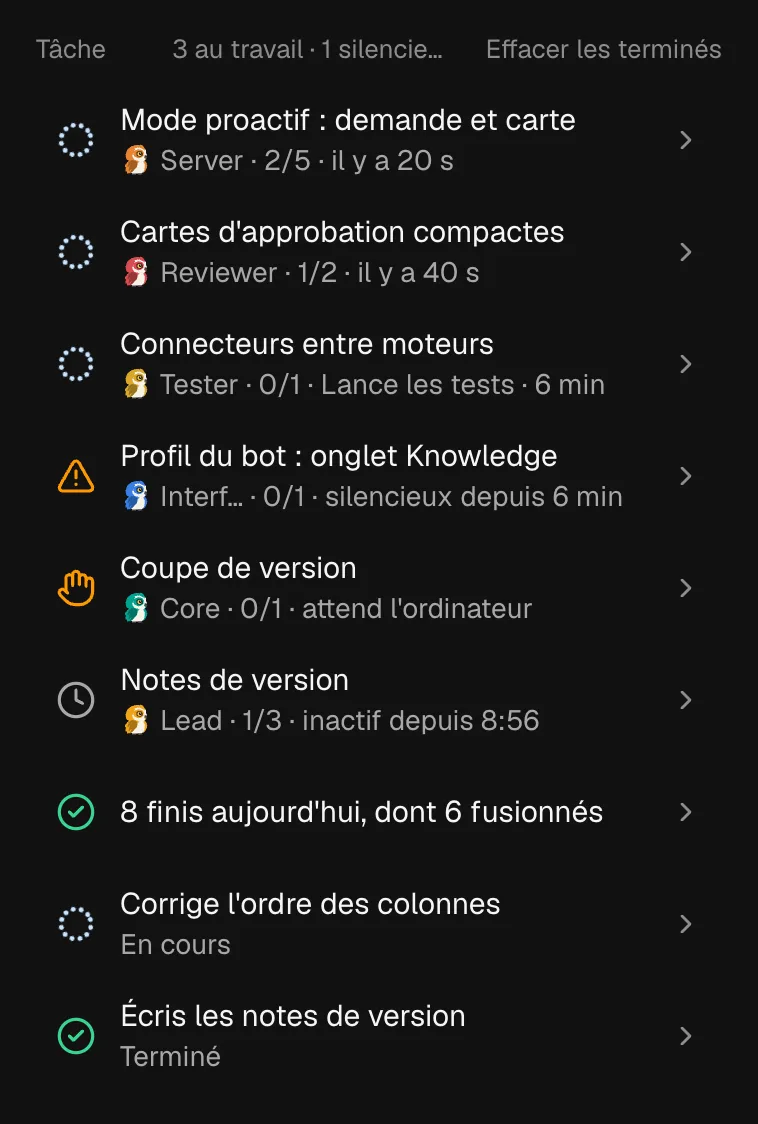 Tâche 3 au travail · 1 silencie... Effacer les terminés
Mode proactif : demande et carte
Server · 2/5 · il y a 20 s
Cartes d'approbation compactes
Reviewer · 1/2 · il y a 40 s
Connecteurs entre moteurs
Tester · 0/1 · Lance les tests · 6 min
Profil du bot : onglet Knowledge
Interf... · 0/1 · silencieux depuis 6 min
Coupe de version
Core · 0/1 · attend l'ordinateur
Notes de version
Lead · 1/3 · inactif depuis 8:56
8 finis aujourd'hui, dont 6 fusionnés
Corrige l'ordre des colonnes
En cours
Écris les notes de version
Terminé